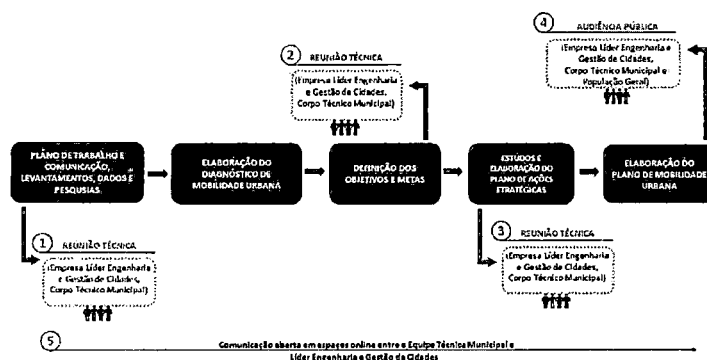 4 AUDIÊNCIA PÚBLICA
(Empresa Líder Engenharia e
Gestão de Cidades,
Corpo Técnico Municipal e
População Geral)
2 REUNIÃO TÉCNICA
(Empresa Líder Engenharia
e Gestão de Cidades,
Corpo Técnico Municipal)
PLANO DE TRABALHO E
COMUNICAÇÃO,
LEVANTAMENTOS, DADOS E
PESQUISAS.
ELABORAÇÃO DO
DIAGNÓSTICO DE
MOBILIDADE URBANA
DEFINIÇÃO DOS
OBJETIVOS E METAS
ESTUDOS E
ELABORAÇÃO DO
PLANO DE AÇÕES
ESTRATÉGICAS
ELABORAÇÃO DO
PLANO DE MOBILIDADE
URBANA
1 REUNIÃO TÉCNICA
(Empresa Líder Engenharia
e Gestão de Cidades,
Corpo Técnico Municipal)
3 REUNIÃO TÉCNICA
(Empresa Líder Engenharia
e Gestão de Cidades,
Corpo Técnico Municipal)
5 Comunicação aberta em espaços online entre a Equipe Técnica Municipal e
Líder Engenharia e Gestão de Cidades